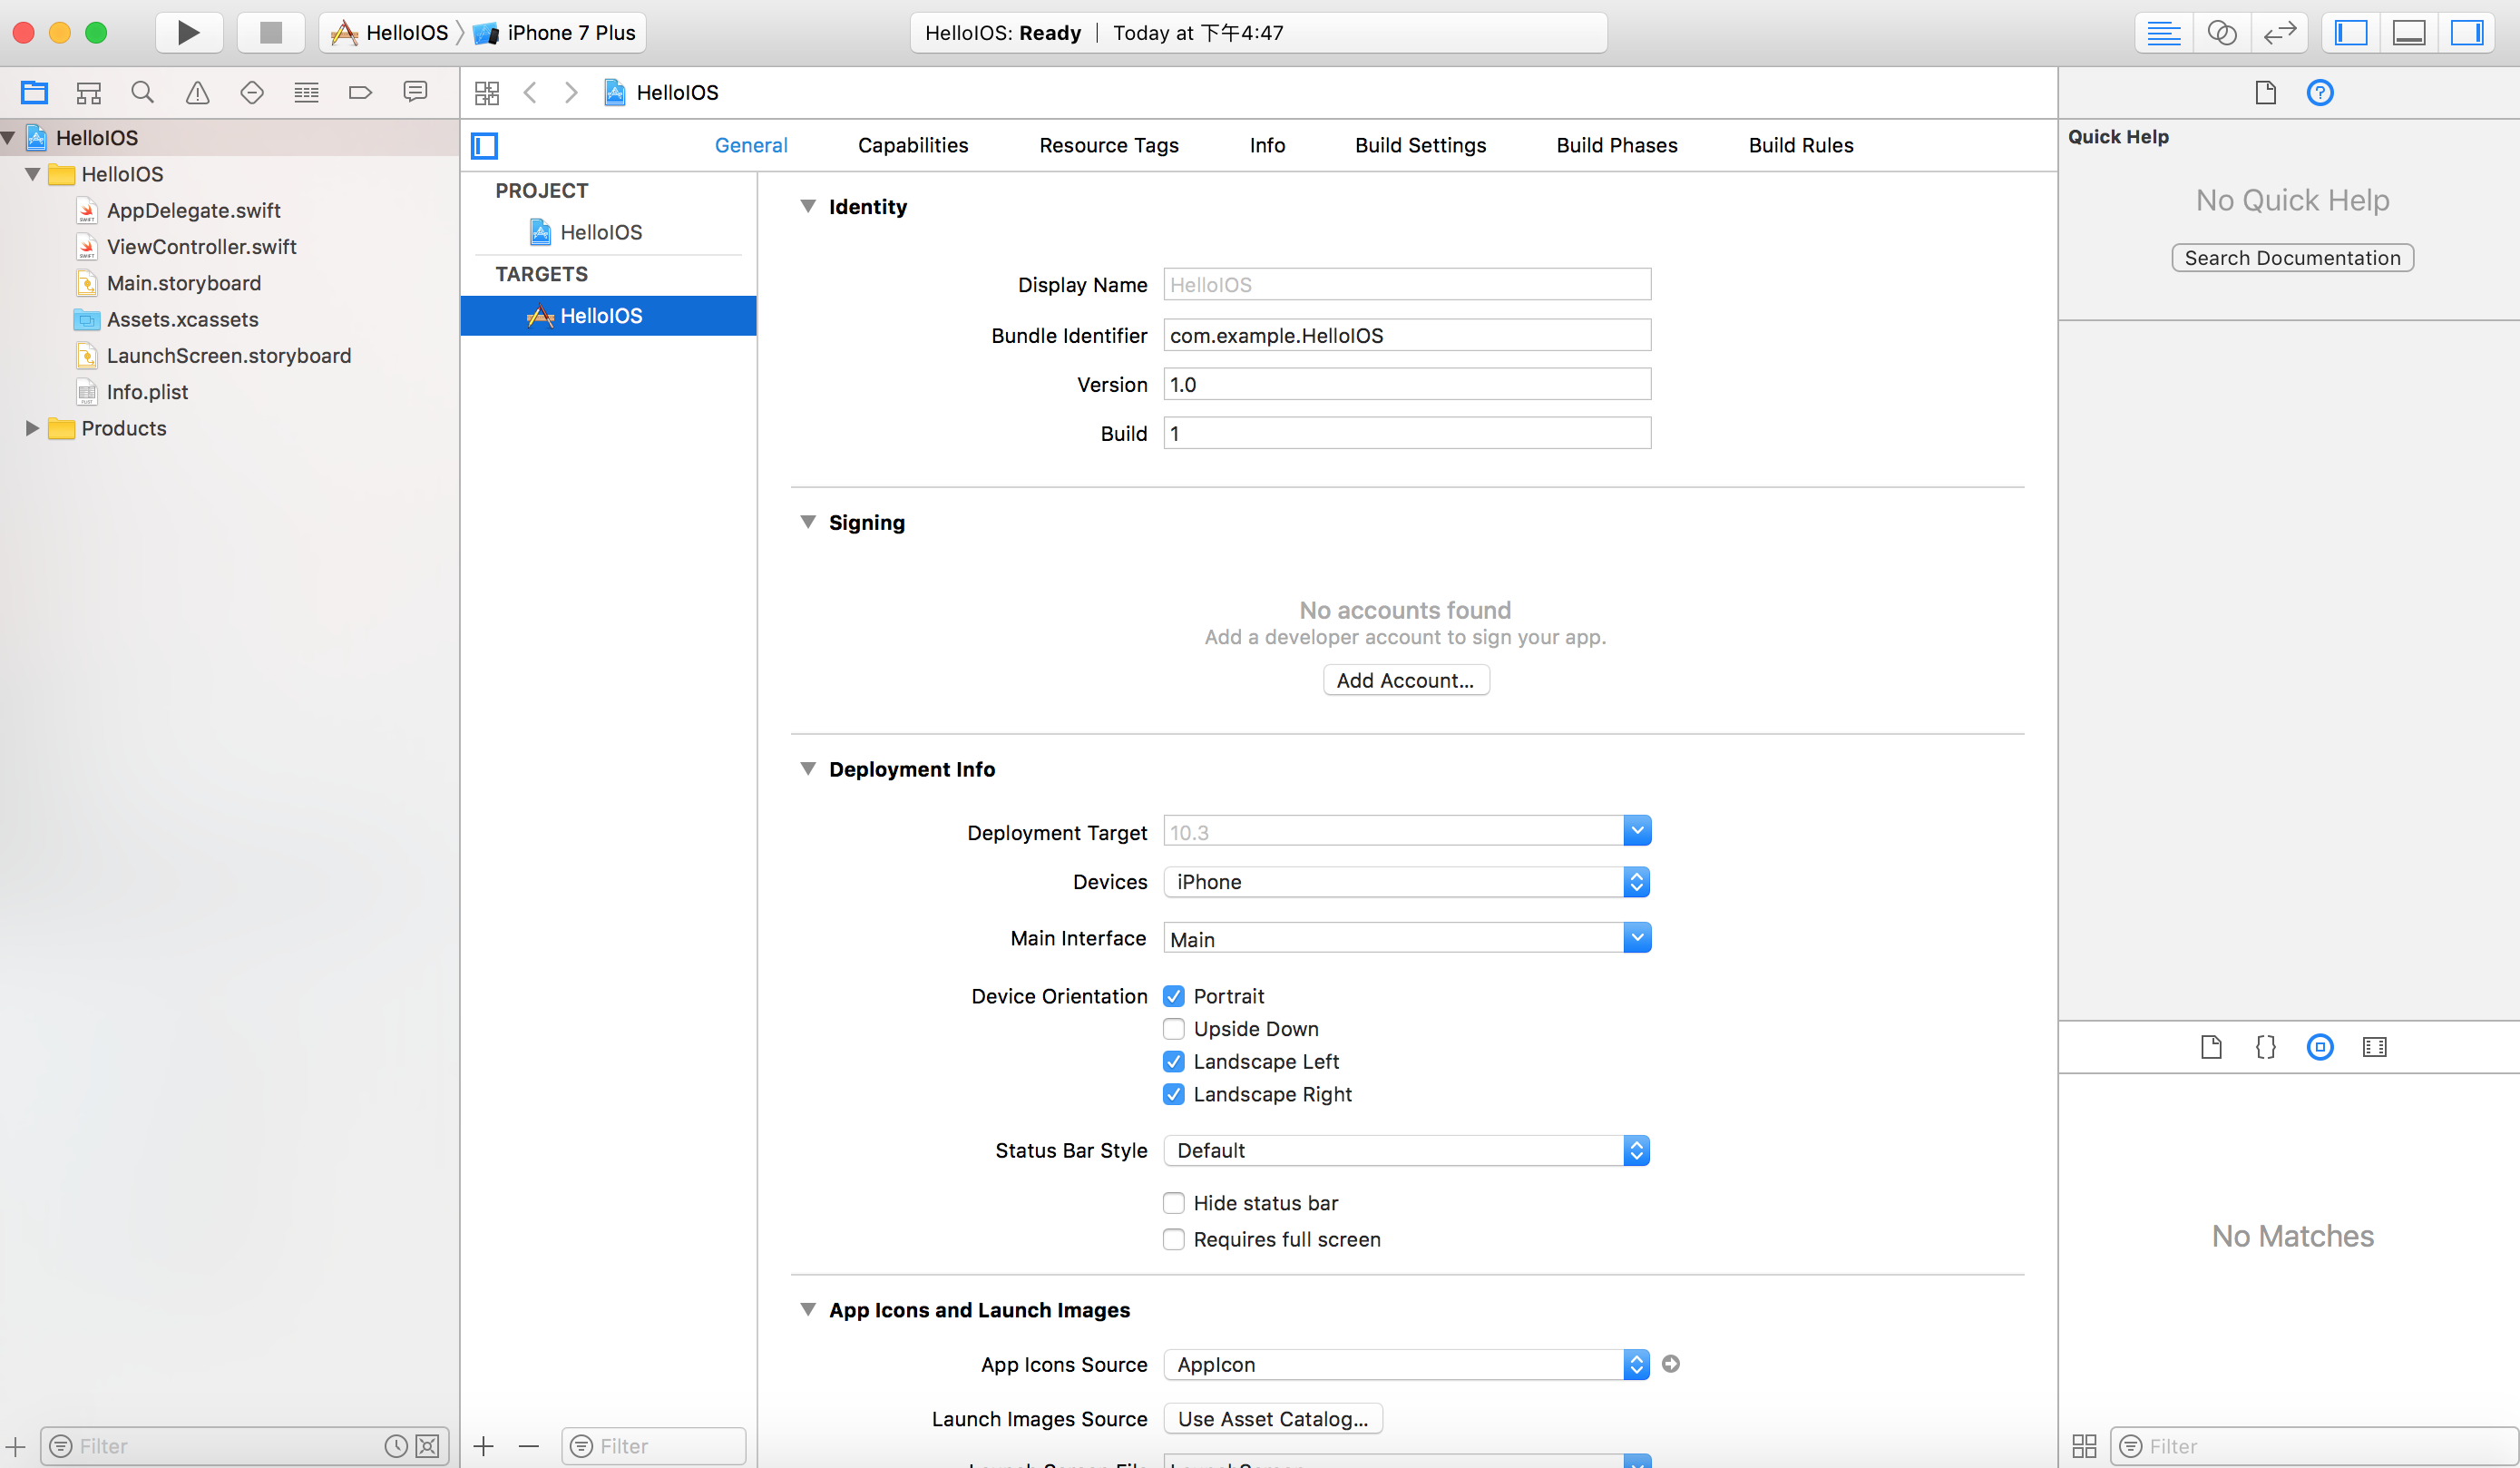 HelloIOS
iPhone 7 Plus
HelloIOS: Ready
Today at 下午4:47
HelloIOS
HelloIOS
AppDelegate.swift
ViewController.swift
Main.storyboard
Assets.xcassets
LaunchScreen.storyboard
Info.plist
Products
Filter
HelloIOS
General
Capabilities
Resource Tags
Info
Build Settings
Build Phases
Build Rules
PROJECT
HelloIOS
TARGETS
HelloIOS
Filter
Identity
Display Name HelloIOS
Bundle Identifier com.example.HelloIOS
Version 1.0
Build 1
Signing
No accounts found
Add a developer account to sign your app.
Add Account...
Deployment Info
Deployment Target 10.3
Devices iPhone
Main Interface Main
Device Orientation Portrait
Upside Down
Landscape Left
Landscape Right
Status Bar Style Default
Hide status bar
Requires full screen
App Icons and Launch Images
App Icons Source AppIcon
Launch Images Source Use Asset Catalog...
Quick Help
No Quick Help
Search Documentation
No Matches
Filter